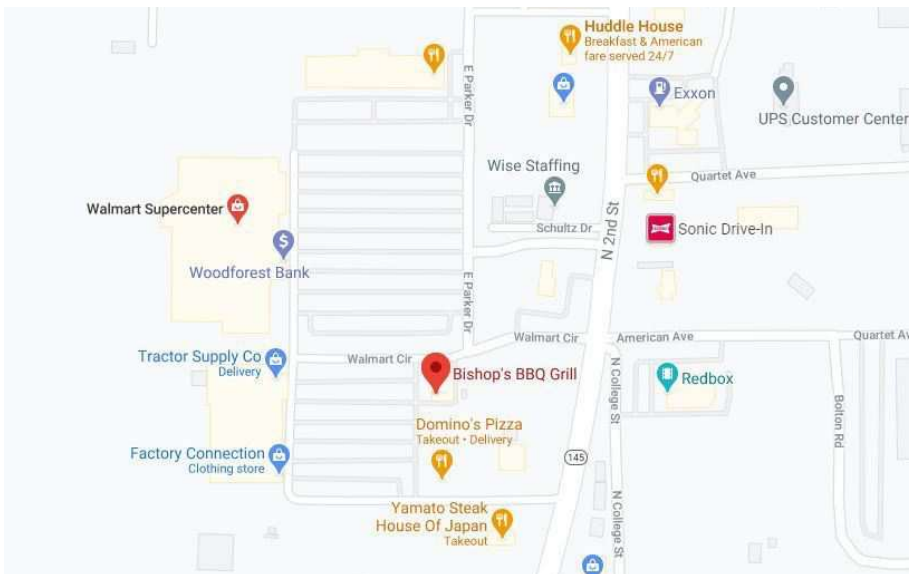 Huddle House
Breakfast & American
fare served 24/7
E Parker Dr
Exxon
UPS Customer Center
Wise Staffing
Quartet Ave
Walmart Supercenter
Schultz Dr
N 2nd St
Sonic Drive-In
$
Woodforest Bank
E Parker Dr
Walmart Cir
American Ave
Quartet Av
Tractor Supply Co
Delivery
Walmart Cir
Bishop's BBQ Grill
N College St
Redbox
Domino's Pizza
Takeout • Delivery
Bolton Rd
Factory Connection
Clothing store
145
Yamato Steak
House Of Japan
Takeout
N College St